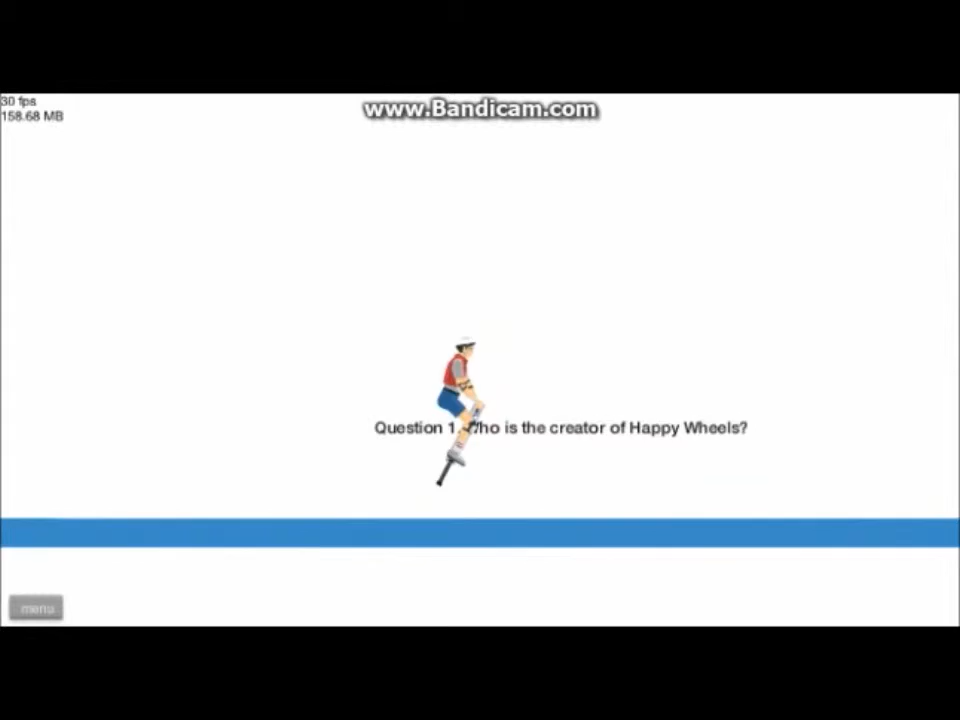 30 fps
158.68 MB
www.Bandicam.com
Question 1. Who is the creator of Happy Wheels?
menu